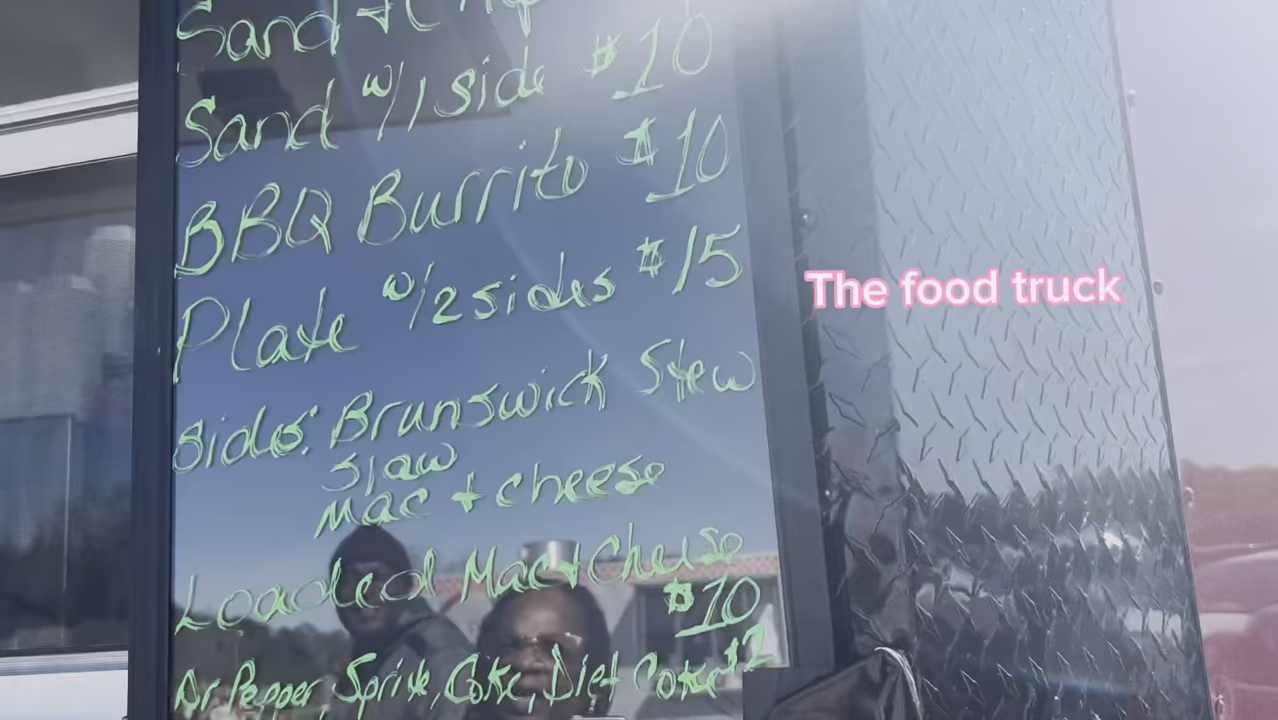 Sand +
Sand w/1 side $10
BBQ Burrito $10
Plate w/2 sides $15
The food truck
Sides: Brunswick Stew
Slaw
Mac + cheese
Loaded Mac + Cheese
$10
Dr Pepper, Sprite, Coke, Diet Coke $2